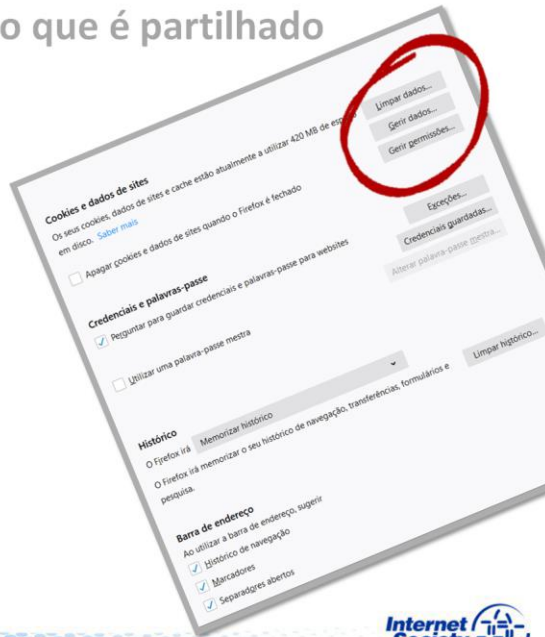 o que é partilhado
Cookies e dados de sites
Os seus cookies, dados de sites e cache estão atualmente a utilizar 420 MB de espaço
em disco. Saber mais
Limpar dados...
Gerir dados...
Gerir permissões...
Apagar cookies e dados de sites quando o Firefox é fechado
Credenciais e palavras-passe
Perguntar para guardar credenciais e palavras-passe para websites
Exceções...
Credenciais guardadas...
Utilizar uma palavra-passe mestra
Alterar palavra-passe mestra...
Histórico
O Firefox irá Memorizar histórico
O Firefox irá memorizar o seu histórico de navegação, transferências, formulários e
pesquisa.
Limpar histórico...
Barra de endereço
Ao utilizar a barra de endereço, sugerir
Histórico de navegação
Marcadores
Separadores abertos
Internet
Society